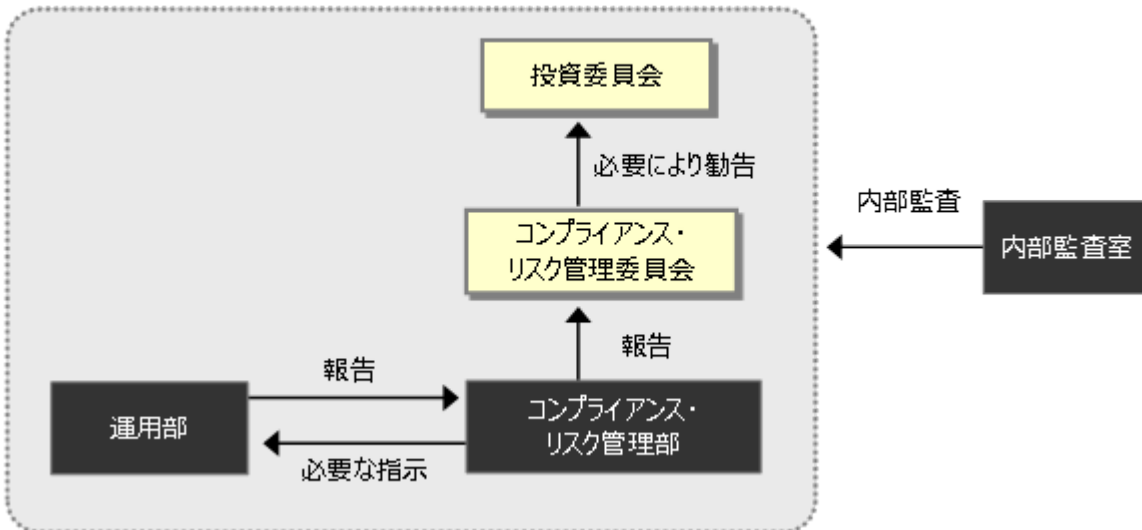 投資委員会
必要により勧告
コンプライアンス・
リスク管理委員会
内部監査
内部監査室
報告
報告
運用部
コンプライアンス・
リスク管理部
必要な指示